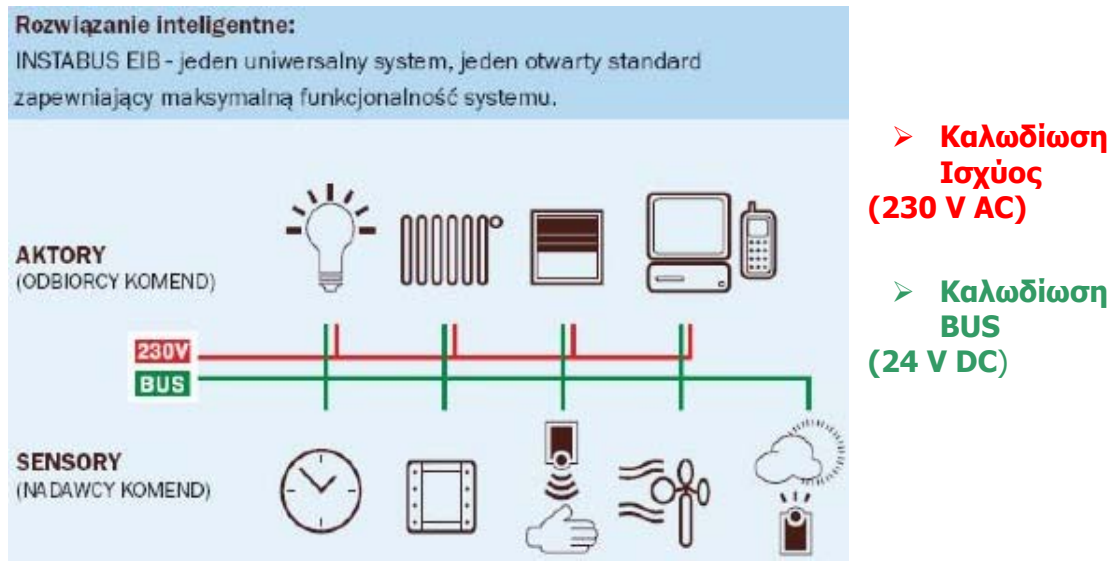 Rozwiązanie inteligentne:
INSTABUS EIB - jeden uniwersalny system, jeden otwarty standard
zapewniający maksymalną funkcjonalność systemu.
AKTORY
(ODBIORCY KOMEND)
230V
BUS
SENSORY
(NADAWCY KOMEND)
➢ Καλωδίωση
Ισχύος
(230 V AC)
➢ Καλωδίωση
BUS
(24 V DC)